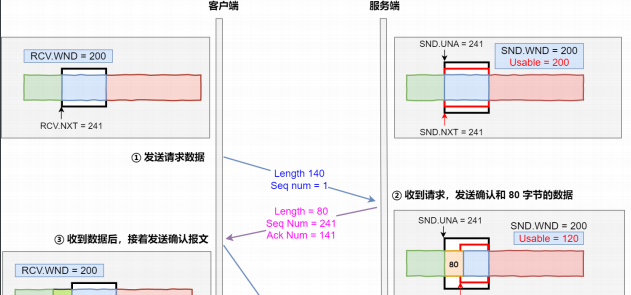 客户端
服务端
RCV.WND = 200
RCV.NXT = 241
SND.UNA = 241
SND.WND = 200
Usable = 200
SND.NXT = 241
① 发送请求数据
Length 140
Seq num = 1
② 收到请求，发送确认和 80 字节的数据
Length = 80
Seq Num = 241
Ack Num = 141
③ 收到数据后，接着发送确认报文
SND.UNA = 241
SND.WND = 200
Usable = 120
80
RCV.WND = 200